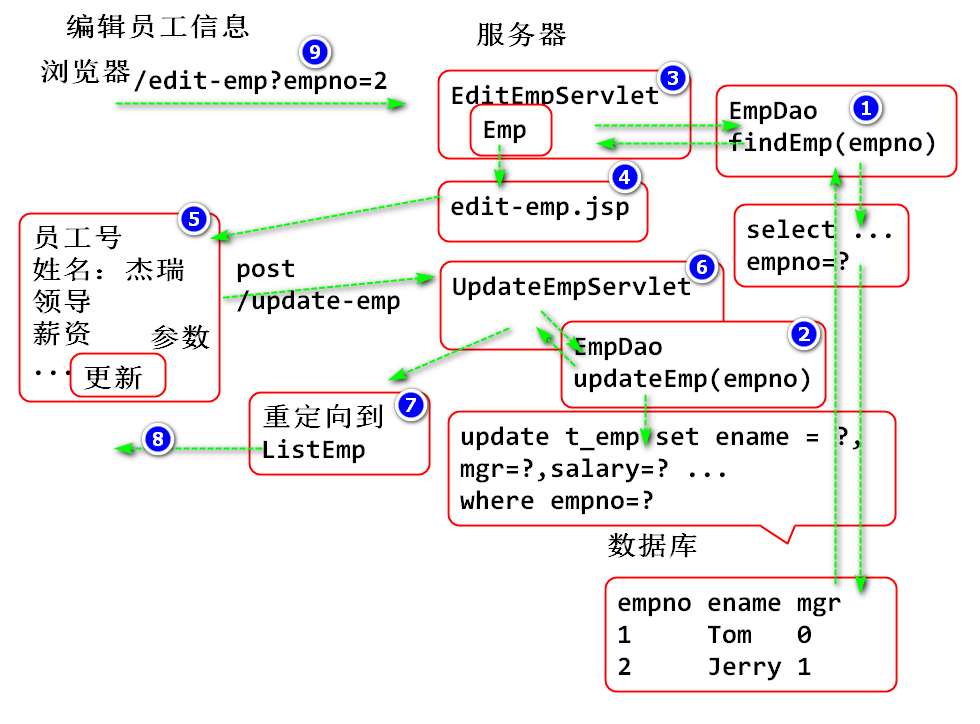 编辑员工信息
服务器
9
浏览器/edit-emp?empno=2
3
EditEmpServlet
Emp
1
EmpDao
findEmp(empno)
4
edit-emp.jsp
select ...
empno=?
5
员工号
姓名：杰瑞
领导
薪资 参数
... 更新
post
/update-emp
6
UpdateEmpServlet
2
EmpDao
updateEmp(empno)
7
重定向到
ListEmp
8
update t_emp set ename = ?,
mgr=?,salary=? ...
where empno=?
数据库
empno ename mgr
1 Tom 0
2 Jerry 1